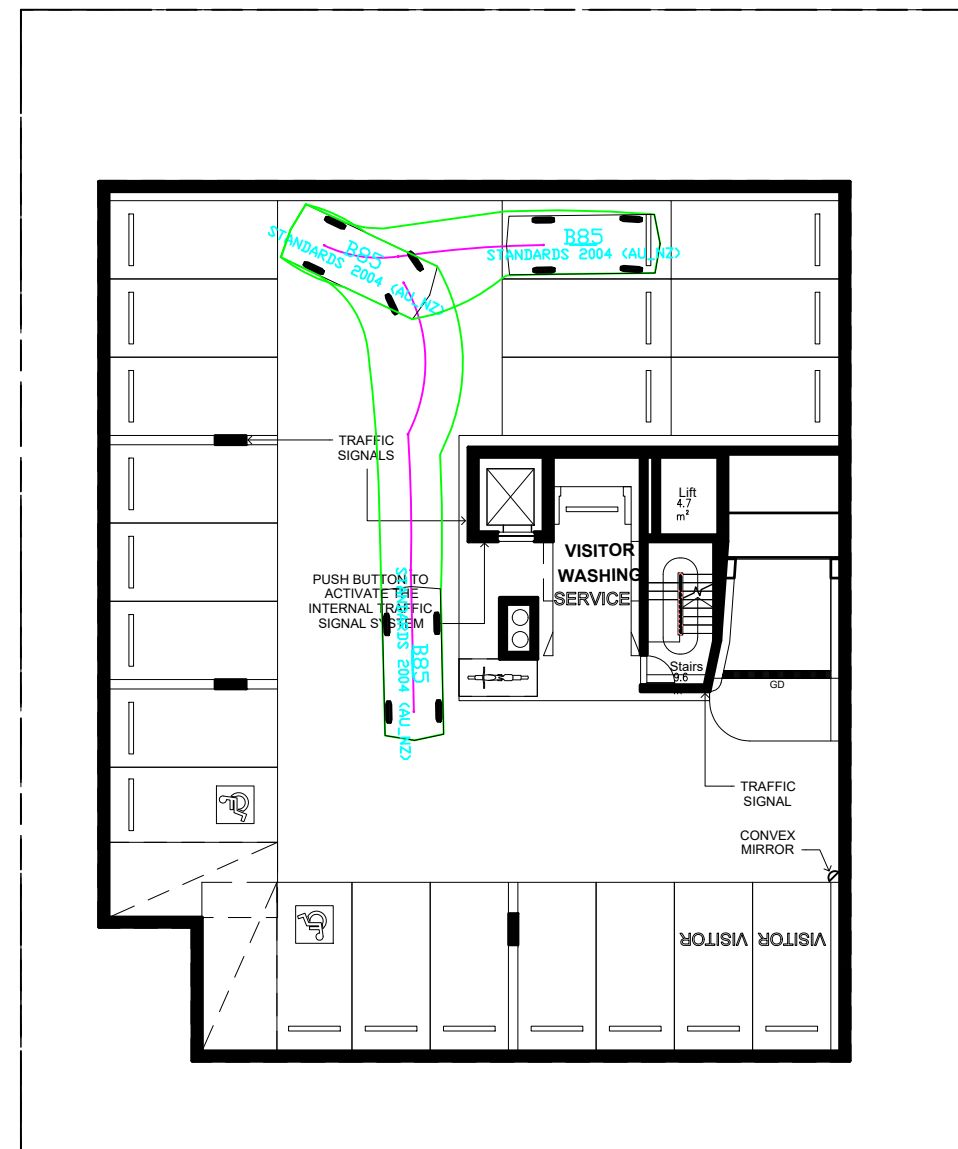 B85
STANDARDS 2004 (AU_NZ)
B85
STANDARDS 2004 (AU_NZ)
TRAFFIC
SIGNALS
Lift
4.7
m²
VISITOR
WASHING
SERVICE
PUSH BUTTON TO
ACTIVATE THE
INTERNAL TRAFFIC
SIGNAL SYSTEM
B85
STANDARDS 2004 (AU_NZ)
Stairs
9.6
GD
TRAFFIC
SIGNAL
CONVEX
MIRROR
VISITOR
VISITOR